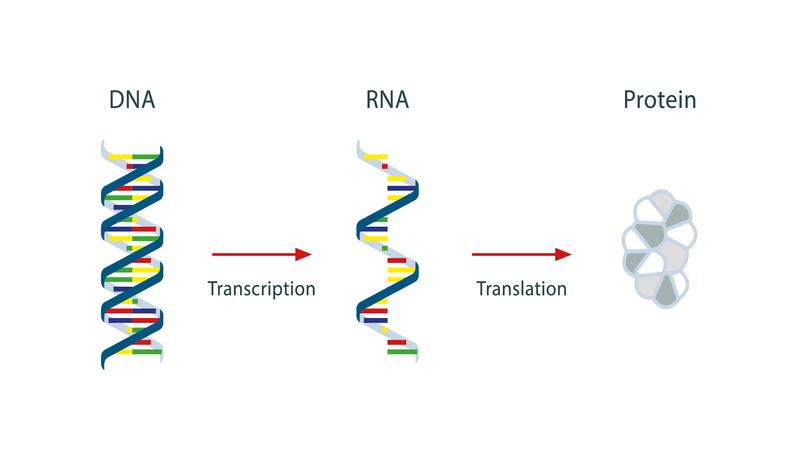 DNA
RNA
Protein
Transcription
Translation